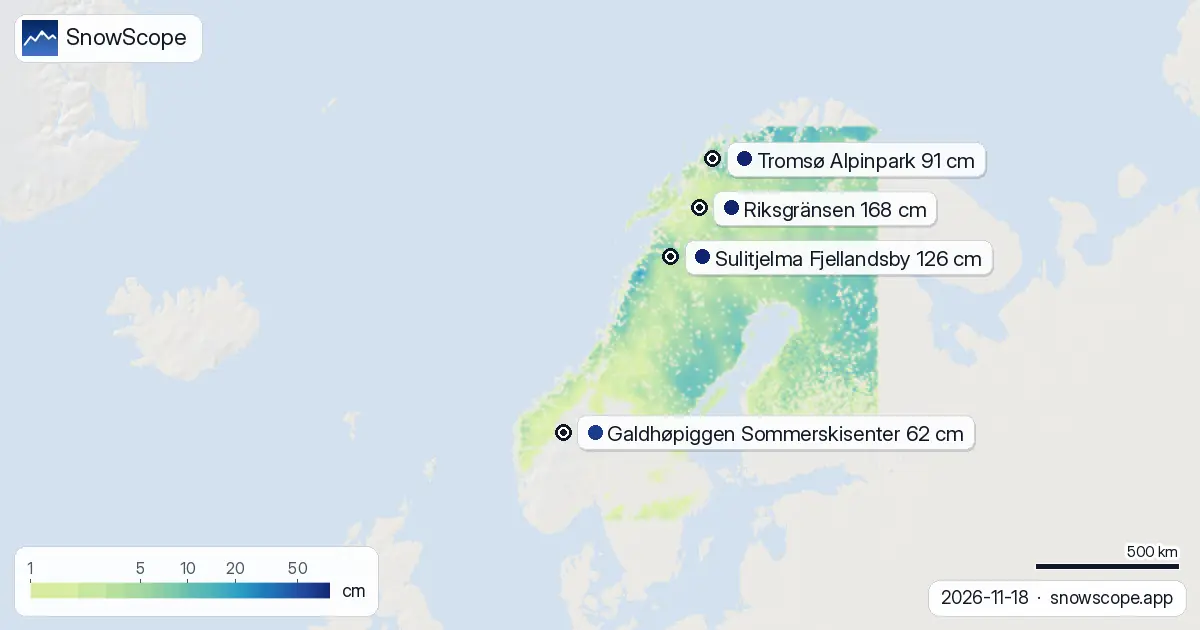 SnowScope
Tromsø Alpinpark 91 cm
Riksgränsen 168 cm
Sulitjelma Fjellandsby 126 cm
Galdhøpiggen Sommerskisenter 62 cm
1 5 10 20 50
cm
500 km
2026-11-18 · snowscope.app